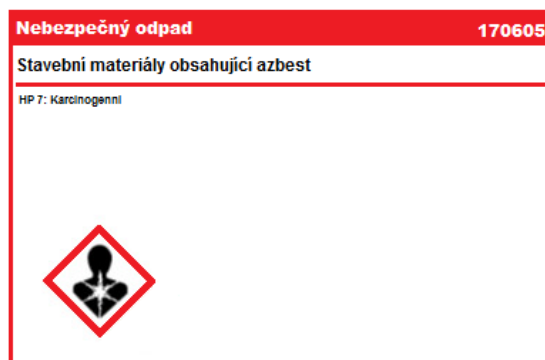 Nebezpečný odpad 170605
Stavební materiály obsahující azbest
HP 7: Karcinogenní